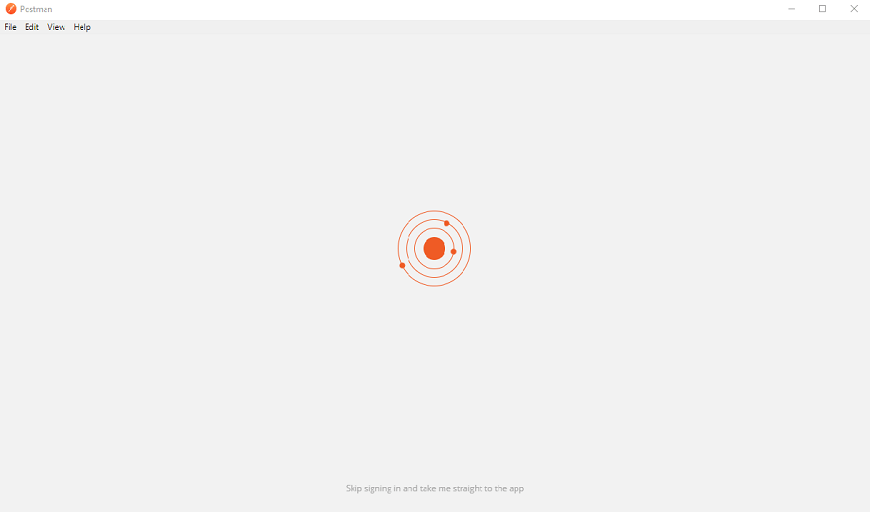 Postman
File Edit View Help
Skip signing in and take me straight to the app